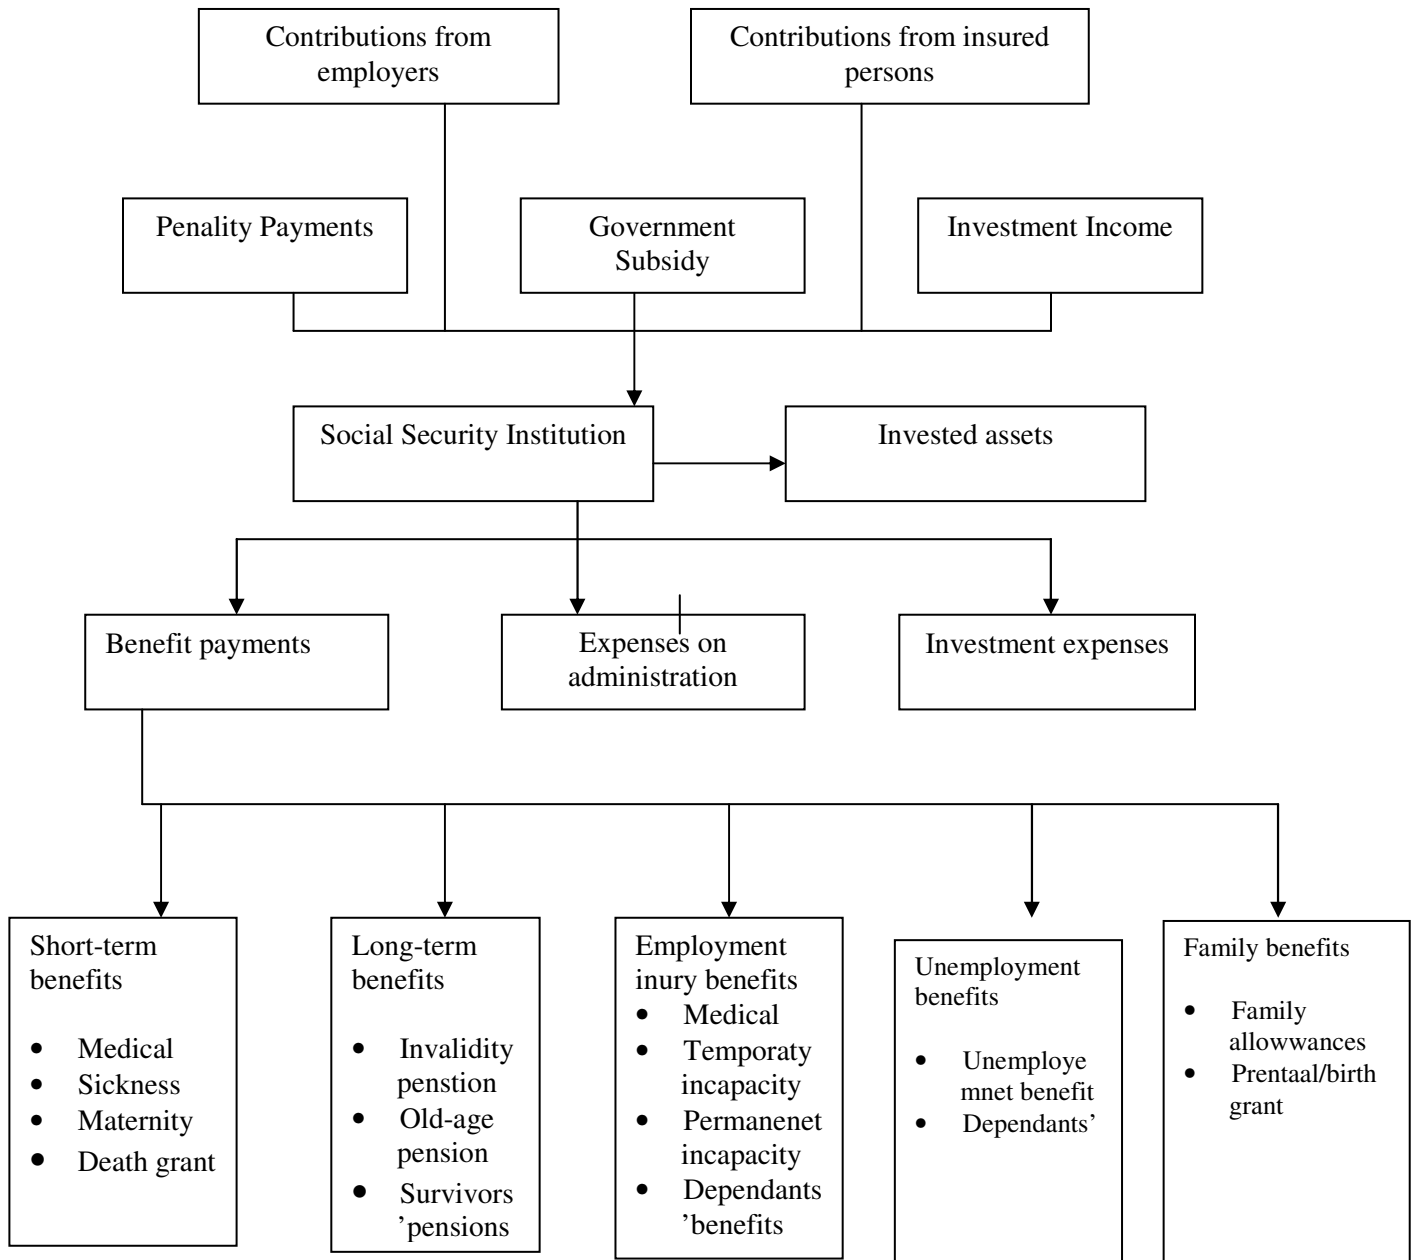 Contributions from
employers
Contributions from insured
persons
Penality Payments
Government
Subsidy
Investment Income
Social Security Institution
Invested assets
Benefit payments
Expenses on
administration
Investment expenses
Short-term
benefits
• Medical
• Sickness
• Maternity
• Death grant
Long-term
benefits
• Invalidity
penstion
• Old-age
pension
• Survivors
’pensions
Employment
inury benefits
• Medical
• Temporaty
incapacity
• Permanenet
incapacity
• Dependants
’benefits
Unemployment
benefits
• Unemploye
mnet benefit
• Dependants’
Family benefits
• Family
allowwances
• Prentaal/birth
grant